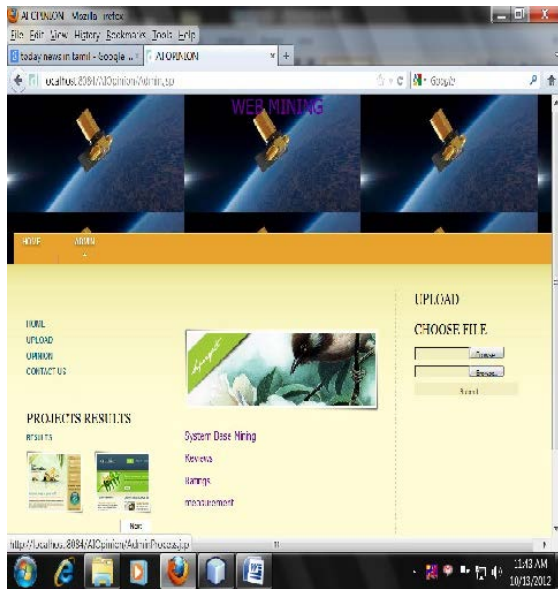 AI OPINION - Mozilla Firefox
File Edit View History Bookmarks Tools Help
today news in tamil - Google ...
AI OPINION
localhost:8084/AIOpinion/Admin.jsp
Google
WEB MINING
HOME
ADMIN
HOME
UPLOAD
OPINION
CONTACT US
PROJECTS RESULTS
RESULTS
Next
System Base Mining
Reviews
Ratings
measurement
UPLOAD
CHOOSE FILE
Browse...
Browse...
Submit
http://localhost:8084/AIOpinion/AdminProcess.jsp
11:43 AM
10/13/2012